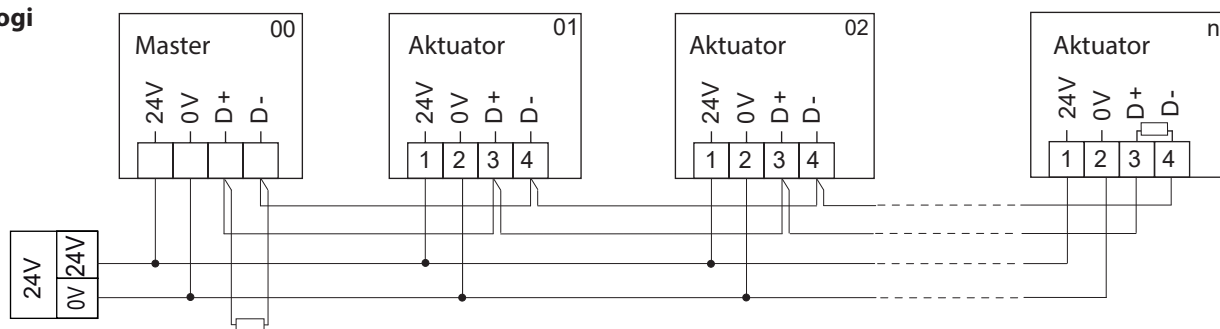 ogi
Master 00
24V 0V D+ D-
Aktuator 01
24V 0V D+ D-
1 2 3 4
Aktuator 02
24V 0V D+ D-
1 2 3 4
Aktuator n
24V 0V D+ D-
1 2 3 4
24V 24V
0V